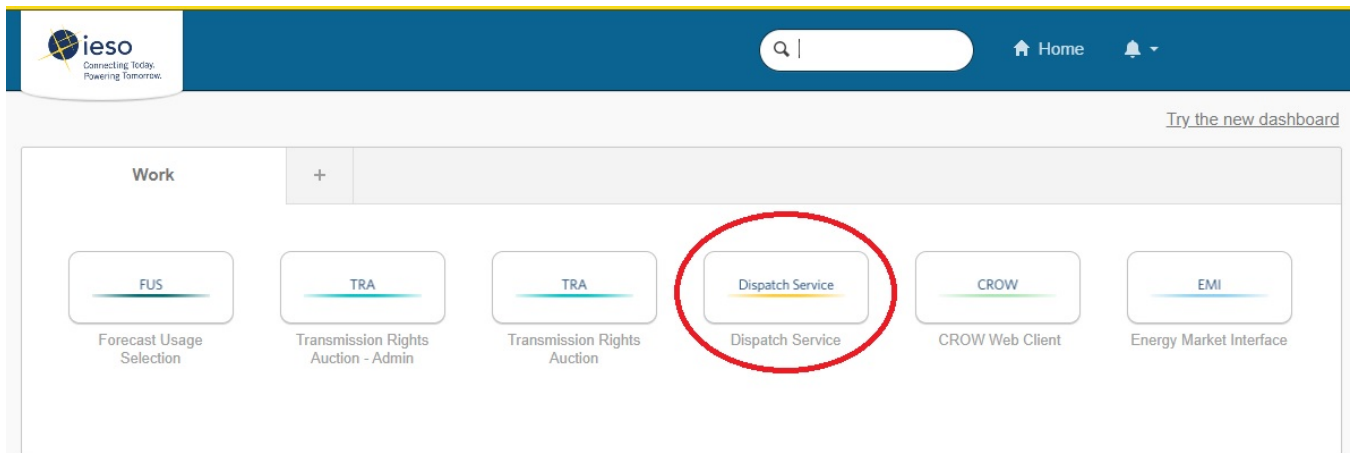 ieso
Connecting Today.
Powering Tomorrow.
Home
Try the new dashboard
Work
+
FUS
TRA
TRA
Dispatch Service
CROW
EMI
Forecast Usage
Selection
Transmission Rights
Auction - Admin
Transmission Rights
Auction
Dispatch Service
CROW Web Client
Energy Market Interface